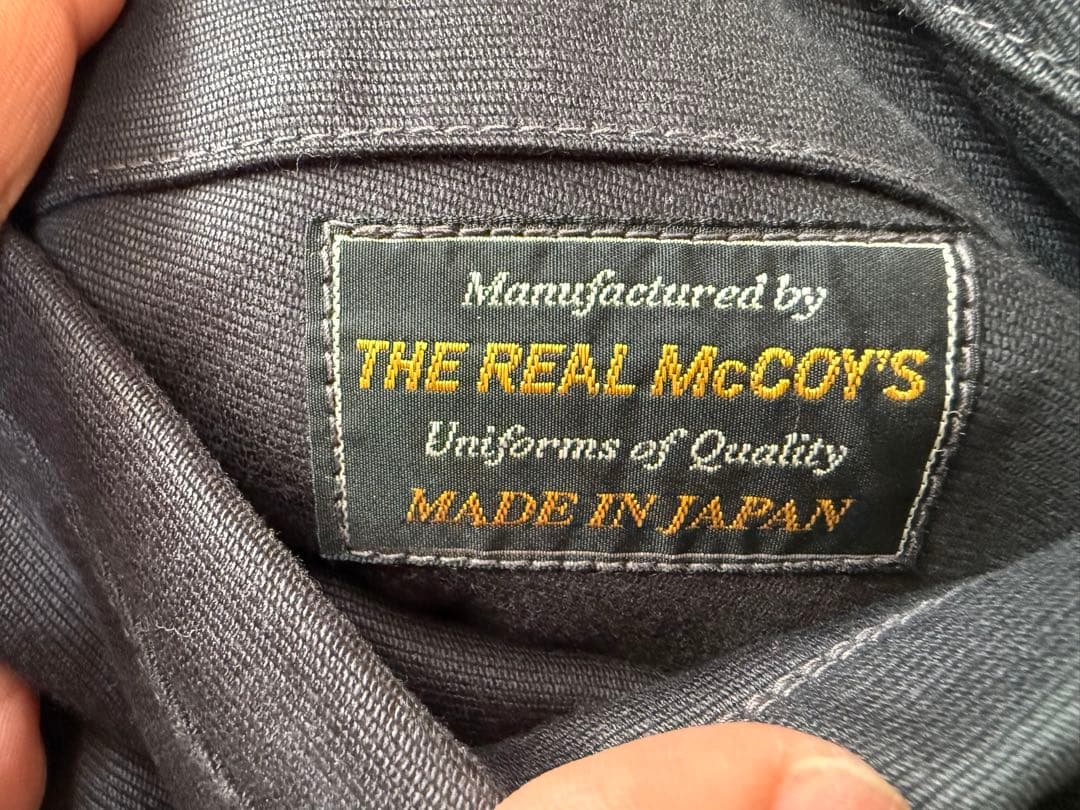 Manufactured by
THE REAL McCOY'S
Uniforms of Quality
MADE IN JAPAN